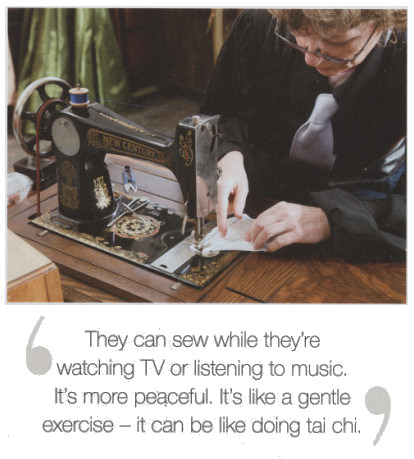 NEW CENTURY
‘
They can sew while they're
watching TV or listening to music.
It's more peaceful. It's like a gentle
exercise – it can be like doing tai chi.
’